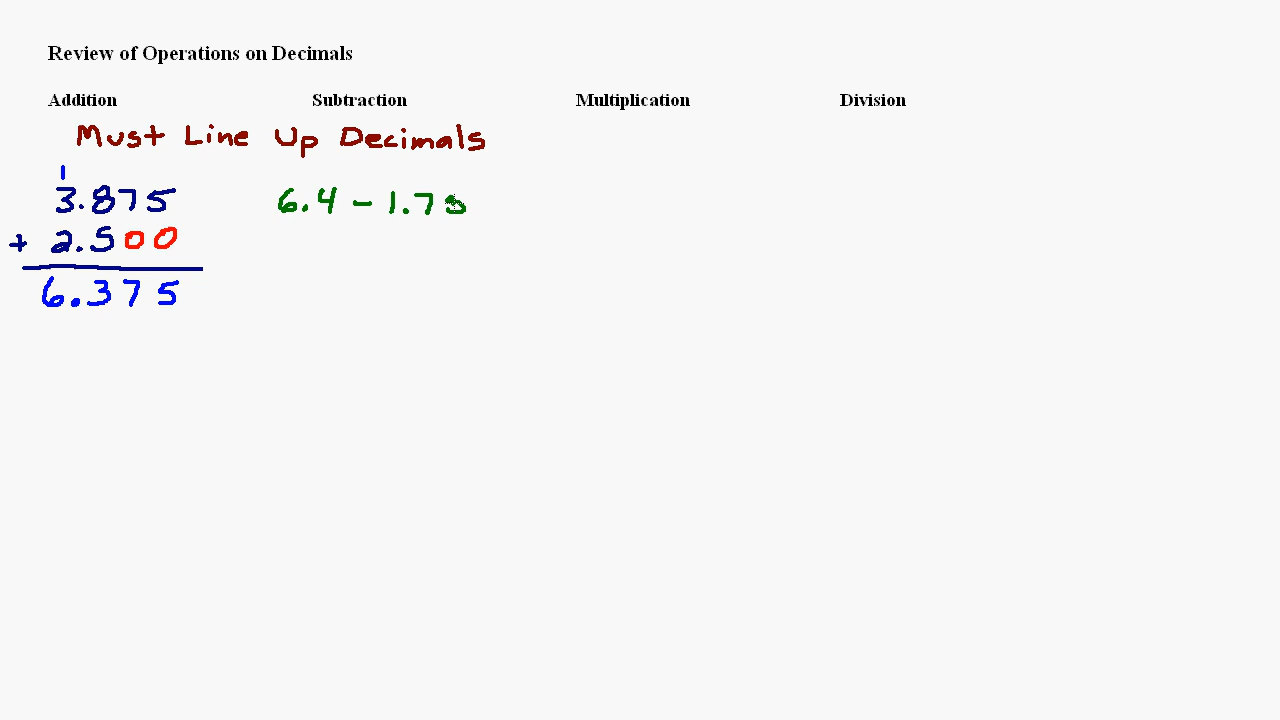 Review of Operations on Decimals
Addition Subtraction Multiplication Division
Must Line Up Decimals
1
3.875 6.4 - 1.75
+ 2.500
6.375